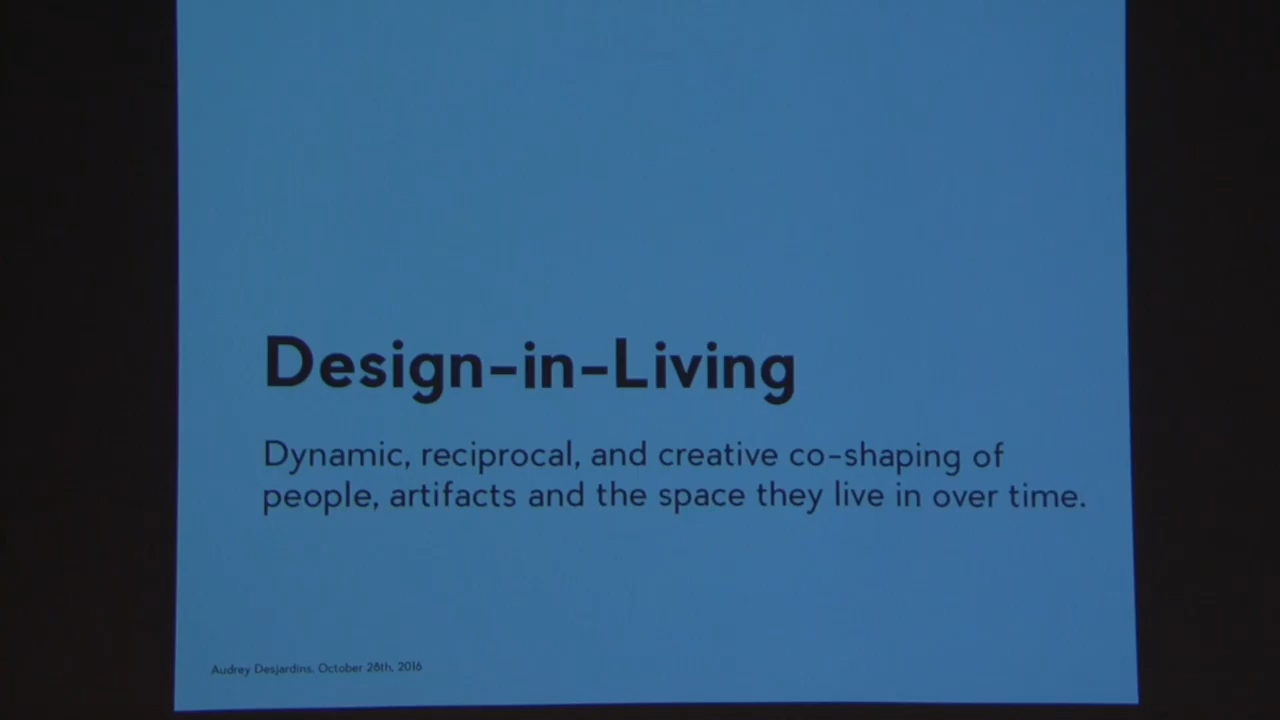 Design-in-Living
Dynamic, reciprocal, and creative co-shaping of
people, artifacts and the space they live in over time.
Audrey Desjardins. October 28th, 2016